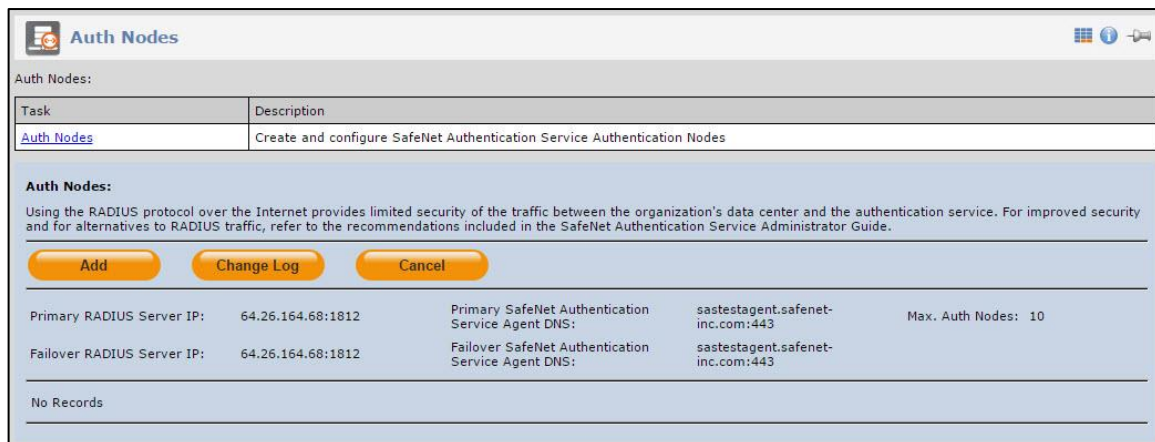 Auth Nodes
Auth Nodes:
Task Description
Auth Nodes Create and configure SafeNet Authentication Service Authentication Nodes
Auth Nodes:
Using the RADIUS protocol over the Internet provides limited security of the traffic between the organization's data center and the authentication service. For improved security
and for alternatives to RADIUS traffic, refer to the recommendations included in the SafeNet Authentication Service Administrator Guide.
Add Change Log Cancel
Primary RADIUS Server IP: 64.26.164.68:1812 Primary SafeNet Authentication sastestagent.safenet- Max. Auth Nodes: 10
Service Agent DNS: inc.com:443
Failover RADIUS Server IP: 64.26.164.68:1812 Failover SafeNet Authentication sastestagent.safenet-
Service Agent DNS: inc.com:443
No Records